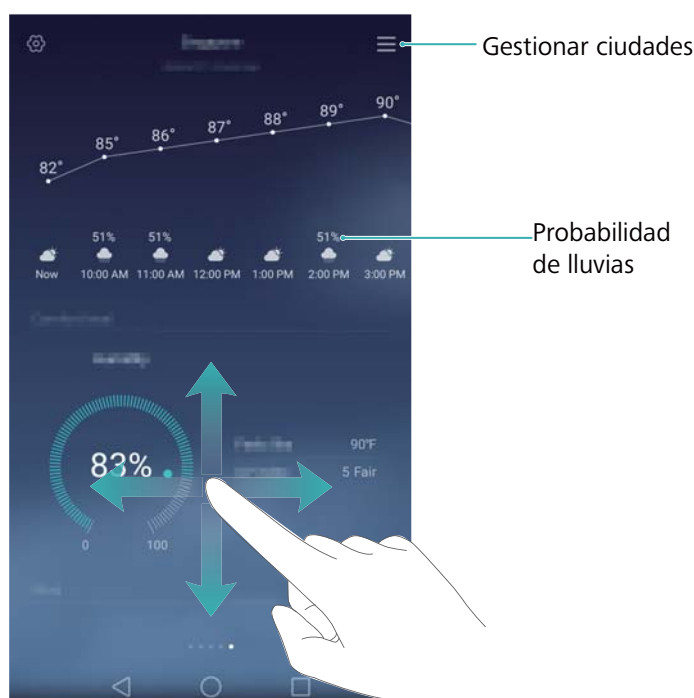 Gestionar ciudades
82° 85° 86° 87° 88° 89° 90°
51% 51% 51%
Now 10:00 AM 11:00 AM 12:00 PM 1:00 PM 2:00 PM 3:00 PM
Probabilidad
de lluvias
83%
0 100
90°F
5 Fair